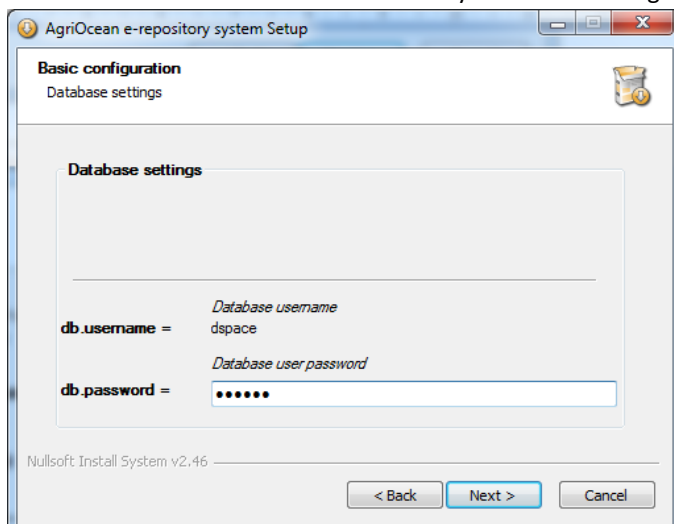 AgriOcean e-repository system Setup
Basic configuration
Database settings
Database settings
Database username
db.username = dspace
Database user password
db.password = ●●●●●●
Nullsoft Install System v2.46
< Back Next > Cancel